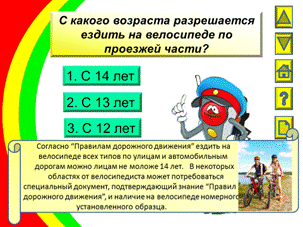 С какого возраста разрешается
ездить на велосипеде по
проезжей части?
1. С 14 лет
2. С 13 лет
3. С 12 лет
Согласно "Правилам дорожного движения" ездить на
велосипеде всех типов по улицам и автомобильным
дорогам можно лицам не моложе 14 лет. В некоторых
областях от велосипедиста может потребоваться
специальный документ, подтверждающий знание "Правил
дорожного движения", и наличие на велосипеде номерного
установленного образца.
?